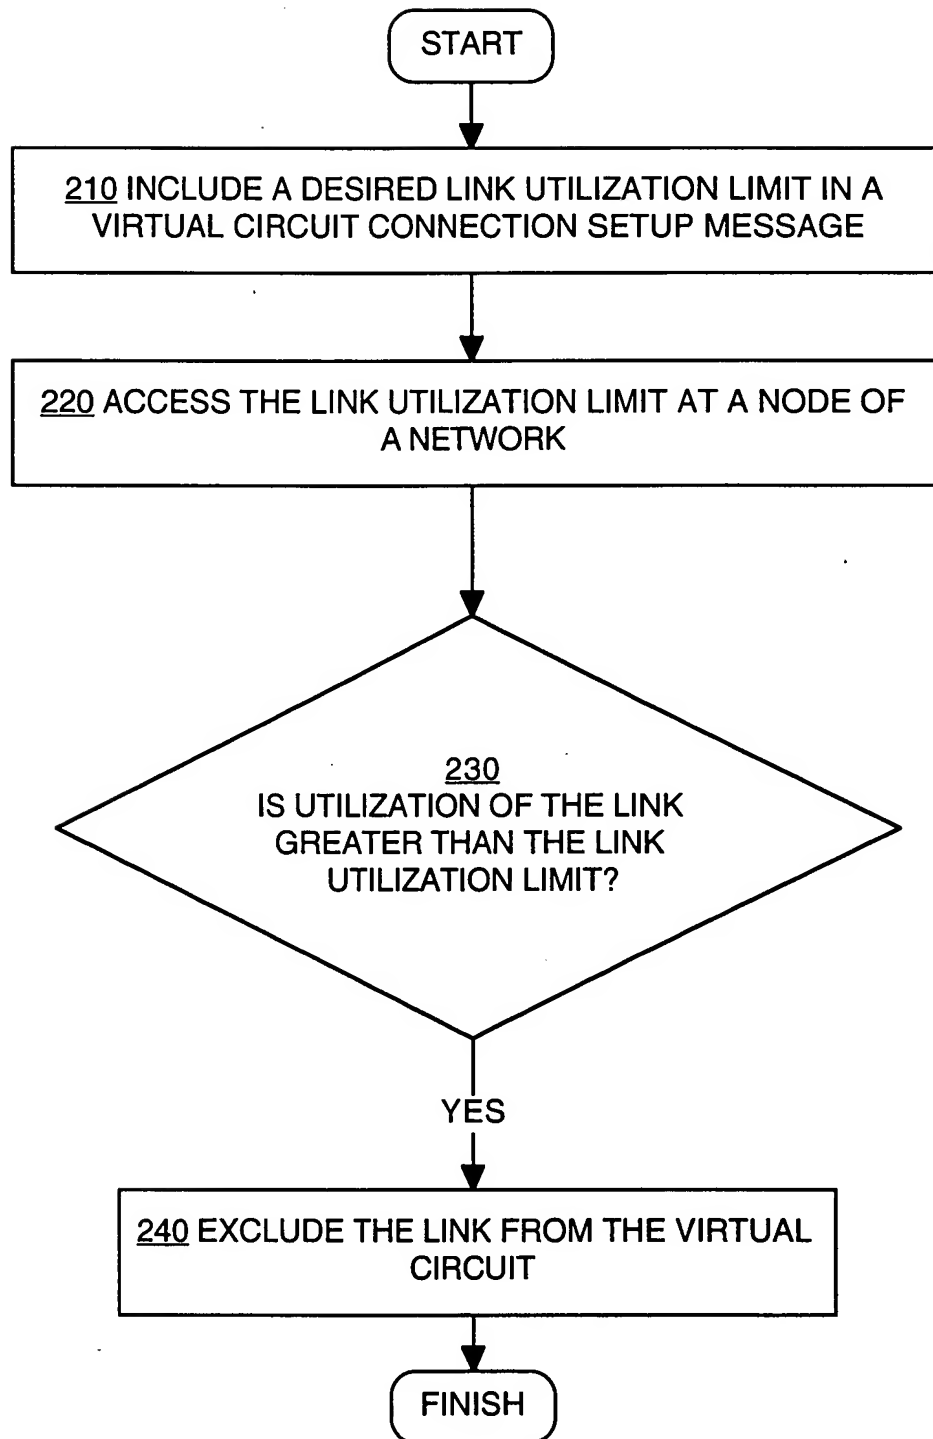 START
210 INCLUDE A DESIRED LINK UTILIZATION LIMIT IN A
VIRTUAL CIRCUIT CONNECTION SETUP MESSAGE
220 ACCESS THE LINK UTILIZATION LIMIT AT A NODE OF
A NETWORK
230
IS UTILIZATION OF THE LINK
GREATER THAN THE LINK
UTILIZATION LIMIT?
YES
240 EXCLUDE THE LINK FROM THE VIRTUAL
CIRCUIT
FINISH